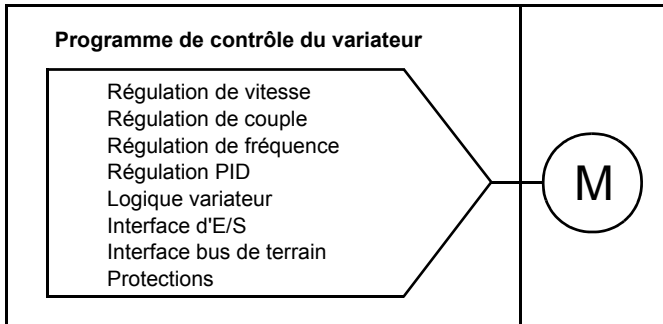 Programme de contrôle du variateur
Régulation de vitesse
Régulation de couple
Régulation de fréquence
Régulation PID
Logique variateur
Interface d'E/S
Interface bus de terrain
Protections
M